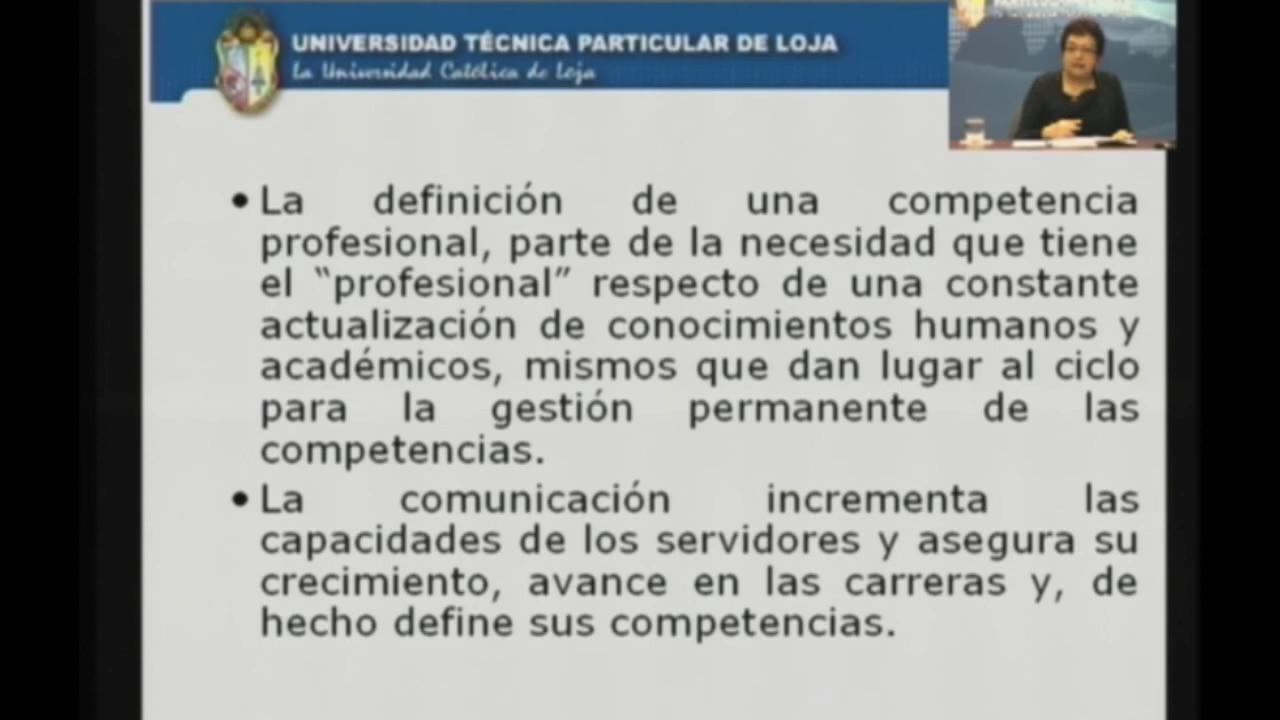 UNIVERSIDAD TÉCNICA PARTICULAR DE LOJA
La Universidad Católica de Loja
• La definición de una competencia
profesional, parte de la necesidad que tiene
el “profesional” respecto de una constante
actualización de conocimientos humanos y
académicos, mismos que dan lugar al ciclo
para la gestión permanente de las
competencias.
• La comunicación incrementa las
capacidades de los servidores y asegura su
crecimiento, avance en las carreras y, de
hecho define sus competencias.